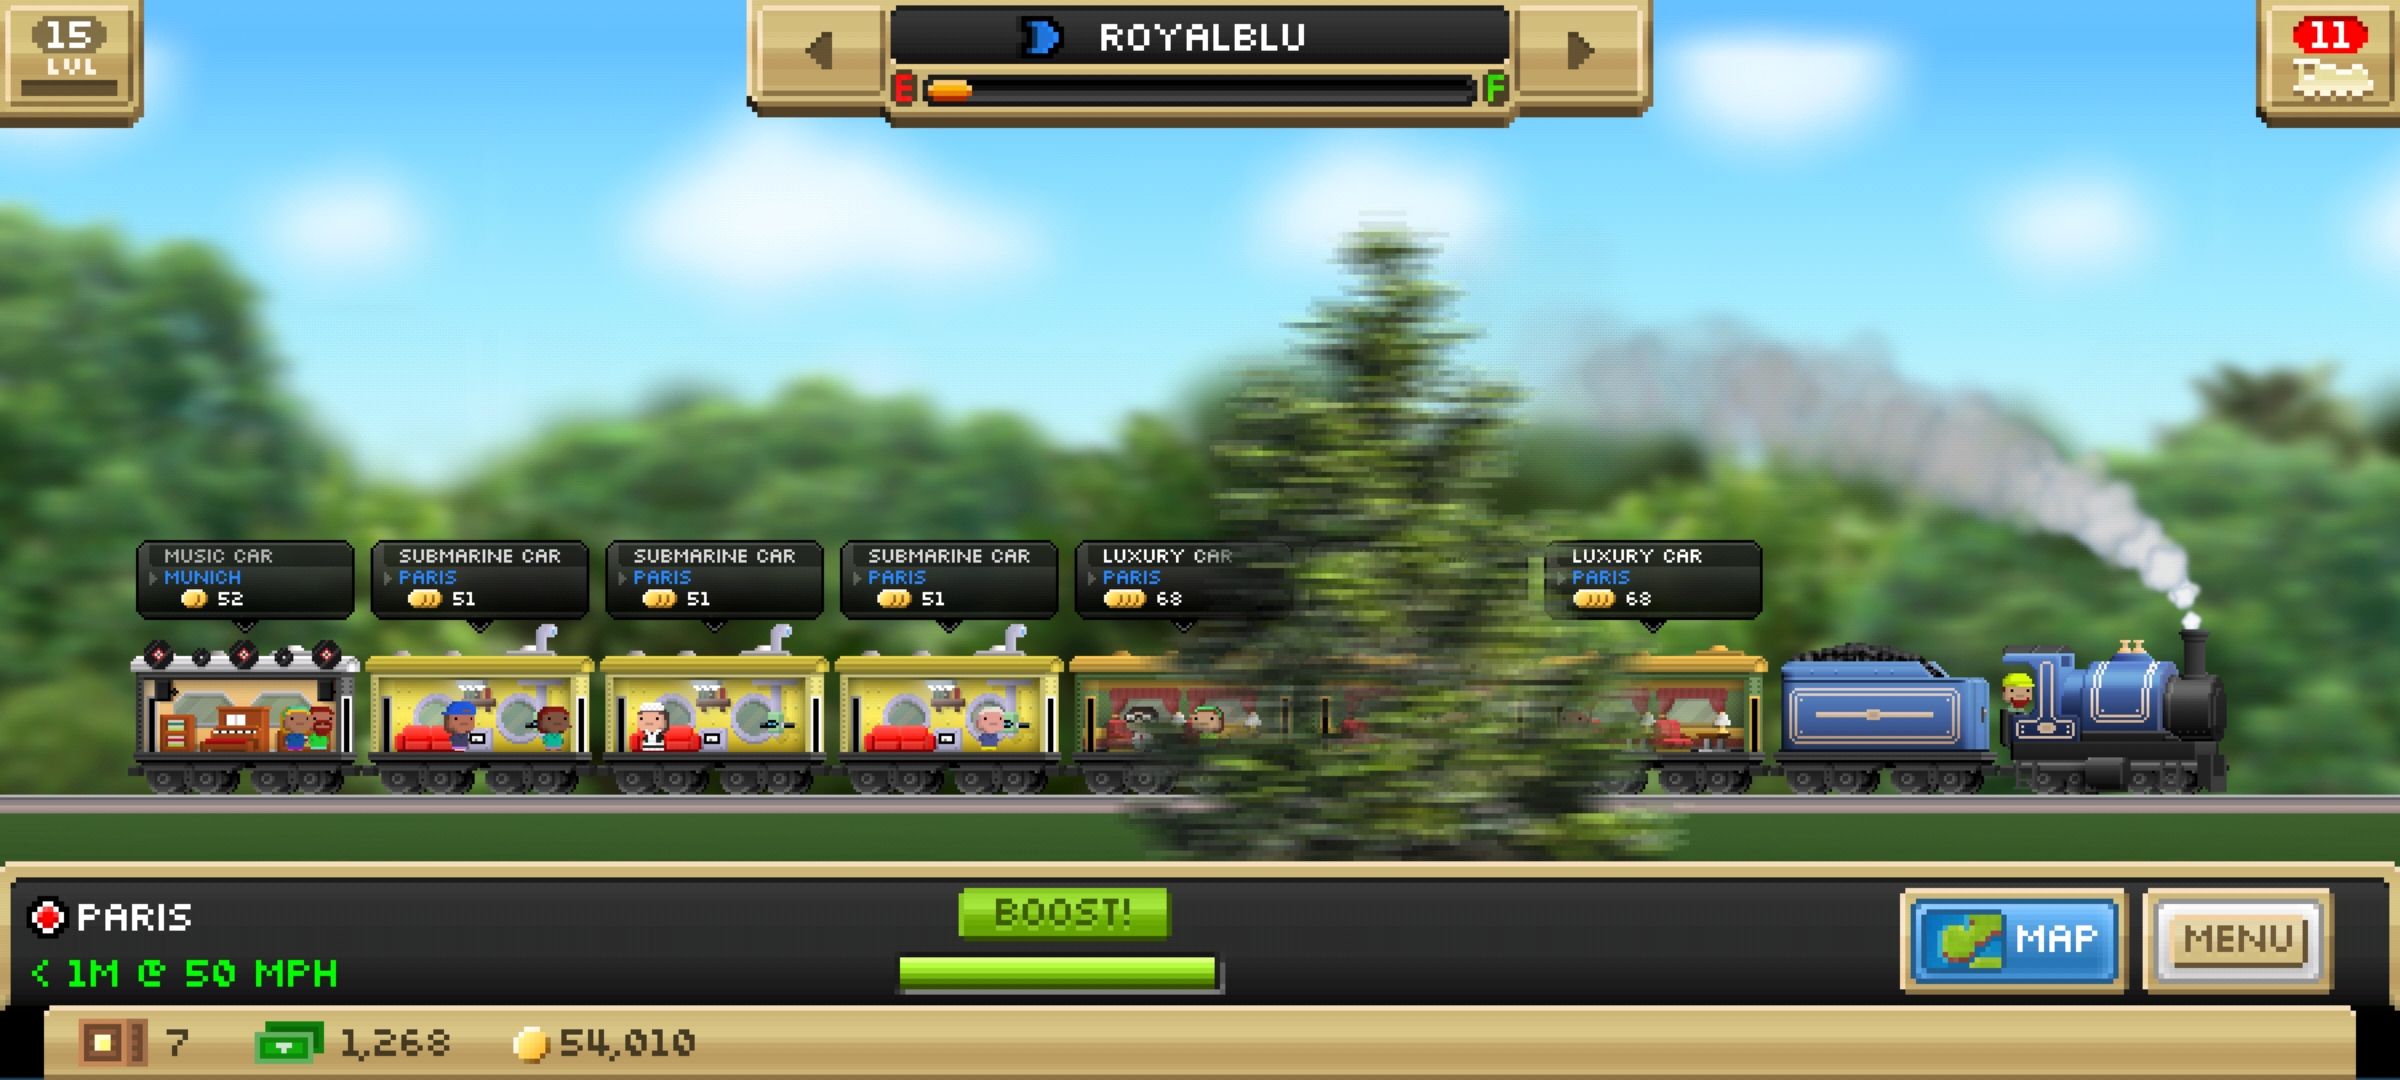 15
LVL
ROYALBLU
E
F
11
MUSIC CAR
MUNICH
52
SUBMARINE CAR
PARIS
51
SUBMARINE CAR
PARIS
51
SUBMARINE CAR
PARIS
51
LUXURY CAR
PARIS
68
LUXURY CAR
PARIS
68
PARIS
< 1M @ 50 MPH
BOOST!
MAP
MENU
7
1,268
54,010